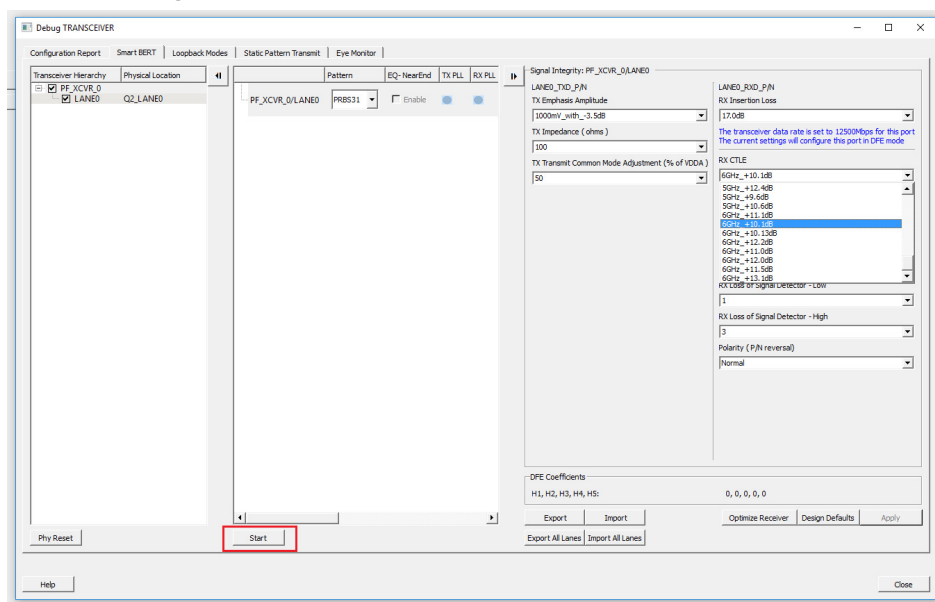 Debug TRANSCEIVER
Configuration Report
Smart BERT
Loopback Modes
Static Pattern Transmit
Eye Monitor
Transceiver Hierarchy
Physical Location
PF_XCVR_0
LANE0
Q2_LANE0
Pattern
EQ-NearEnd
TX PLL
RX PLL
PF_XCVR_0/LANE0
PRBS31
Enable
Signal Integrity: PF_XCVR_0/LANE0
LANE0_TXD_P/N
TX Emphasis Amplitude
1000mV_with_-3.5dB
TX Impedance ( ohms )
100
TX Transmit Common Mode Adjustment (% of VDDA )
50
LANE0_RXD_P/N
RX Insertion Loss
17.0dB
The transceiver data rate is set to 12500Mbps for this port
The current settings will configure this port in DFE mode
RX CTLE
6GHz_+10.1dB
5GHz_+12.4dB
5GHz_+9.6dB
5GHz_+10.6dB
6GHz_+11.1dB
6GHz_+10.1dB
6GHz_+10.13dB
6GHz_+12.2dB
6GHz_+11.0dB
6GHz_+12.0dB
6GHz_+11.5dB
6GHz_+13.1dB
RX Loss of Signal Detector - Low
1
RX Loss of Signal Detector - High
3
Polarity ( P/N reversal)
Normal
DFE Coefficients
H1, H2, H3, H4, H5:
0, 0, 0, 0, 0
Export
Import
Optimize Receiver
Design Defaults
Apply
Export All Lanes
Import All Lanes
Phy Reset
Start
Help
Close